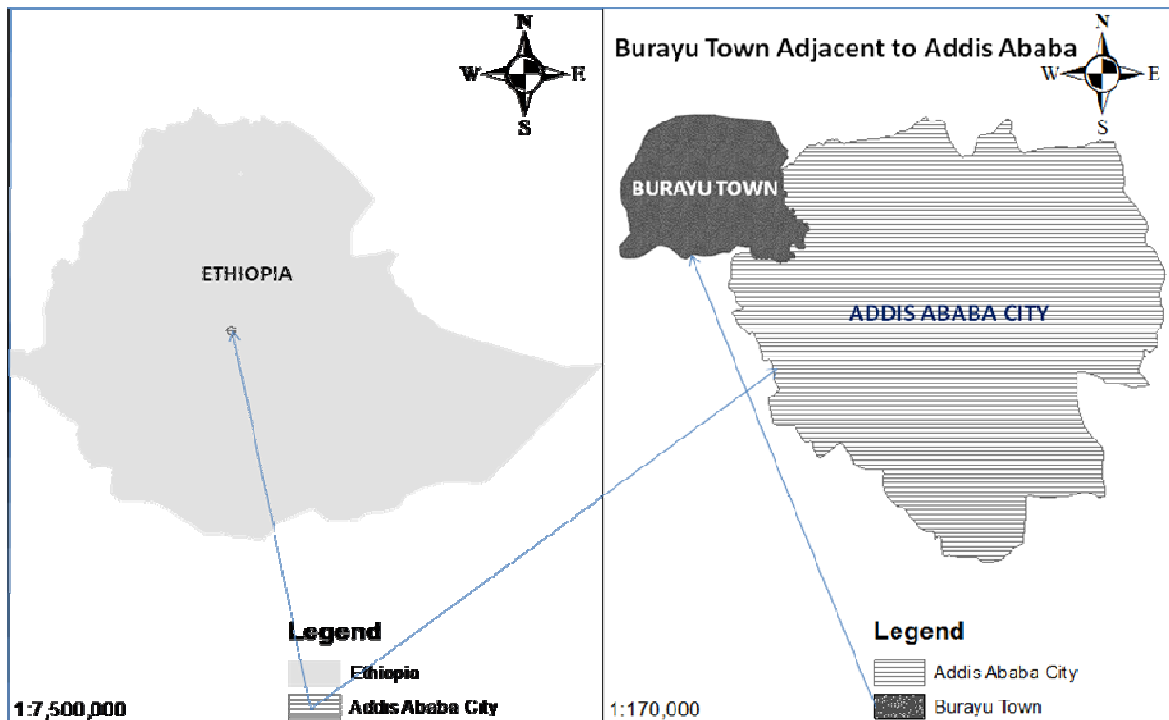 N
W E
S
ETHIOPIA
Legend
Ethiopia
Addis Ababa City
1:7,500,000
Burayu Town Adjacent to Addis Ababa
N
W E
S
BURAYU TOWN
ADDIS ABABA CITY
Legend
Addis Ababa City
Burayu Town
1:170,000